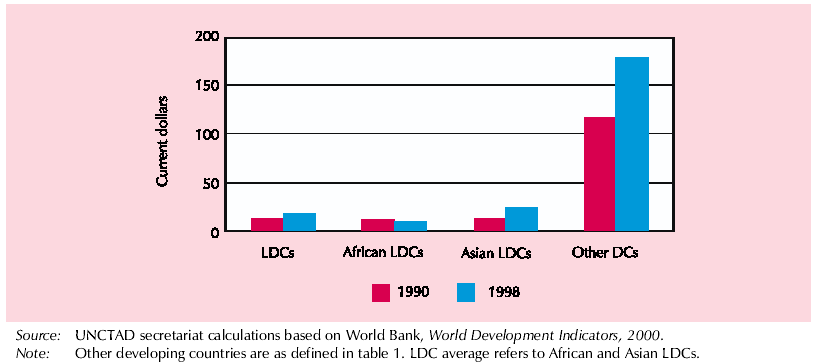 200
150
100
50
0
Current dollars
LDCs African LDCs Asian LDCs Other DCs
1990 1998
Source: UNCTAD secretariat calculations based on World Bank, World Development Indicators, 2000.
Note: Other developing countries are as defined in table 1. LDC average refers to African and Asian LDCs.